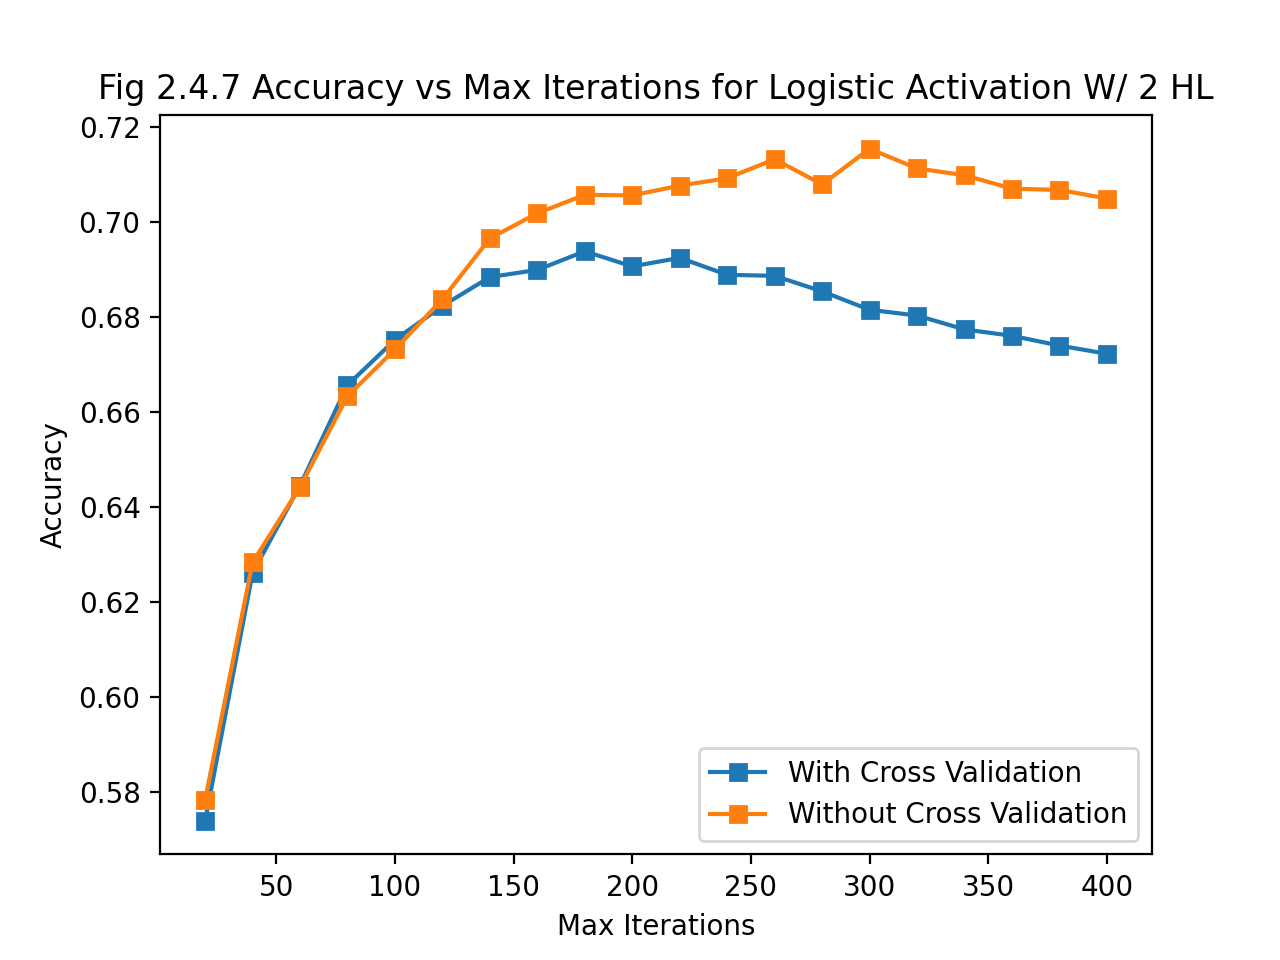 Fig 2.4.7 Accuracy vs Max Iterations for Logistic Activation W/ 2 HL
0.72
0.70
0.68
0.66
0.64
0.62
0.60
0.58
Accuracy
With Cross Validation
Without Cross Validation
50 100 150 200 250 300 350 400
Max Iterations